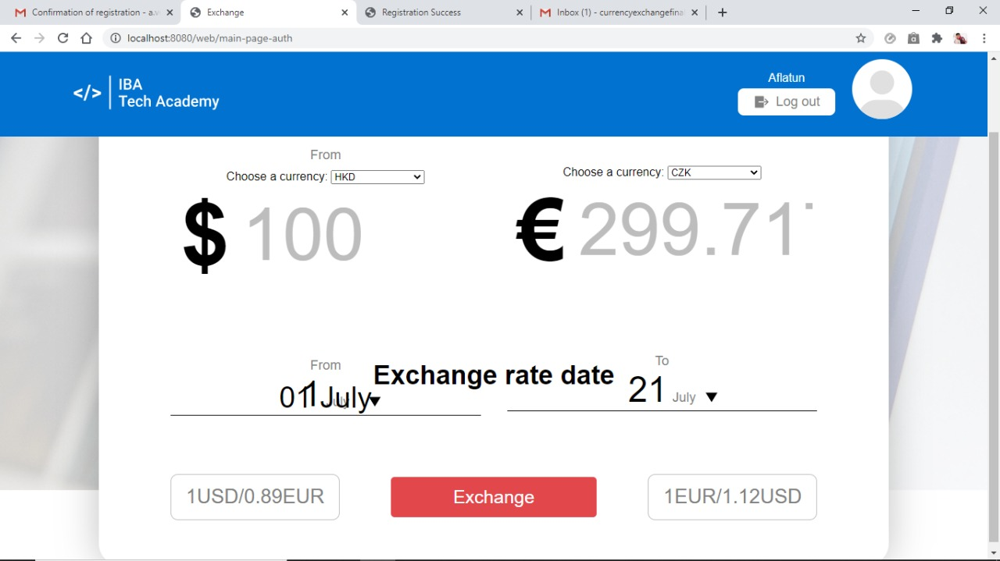 Confirmation of registration - a.v
Exchange
Registration Success
Inbox (1) - currencyexchangefina
localhost:8080/web/main-page-auth
</> IBA
Tech Academy
Aflatun
Log out
From
Choose a currency: HKD
Choose a currency: CZK
$ 100
€ 299.71
From
Exchange rate date
To
01 July
1 July
21 July
1USD/0.89EUR
Exchange
1EUR/1.12USD